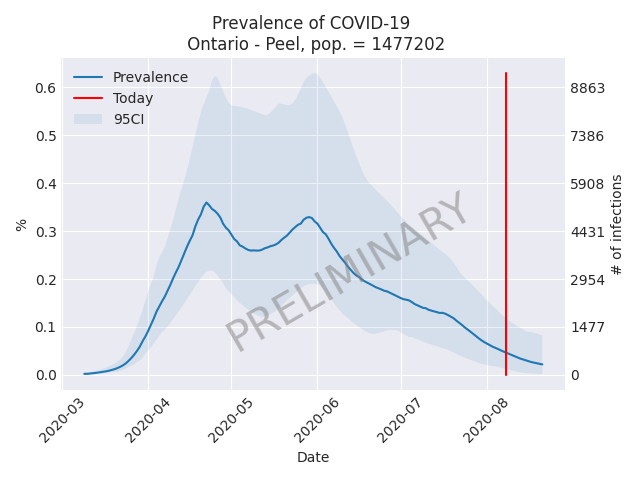 Prevalence of COVID-19
Ontario - Peel, pop. = 1477202
Prevalence
Today
95CI
0.6
0.5
0.4
0.3
0.2
0.1
0.0
%
8863
7386
5908
4431
2954
1477
0
# of infections
PRELIMINARY
2020-03
2020-04
2020-05
2020-06
2020-07
2020-08
Date